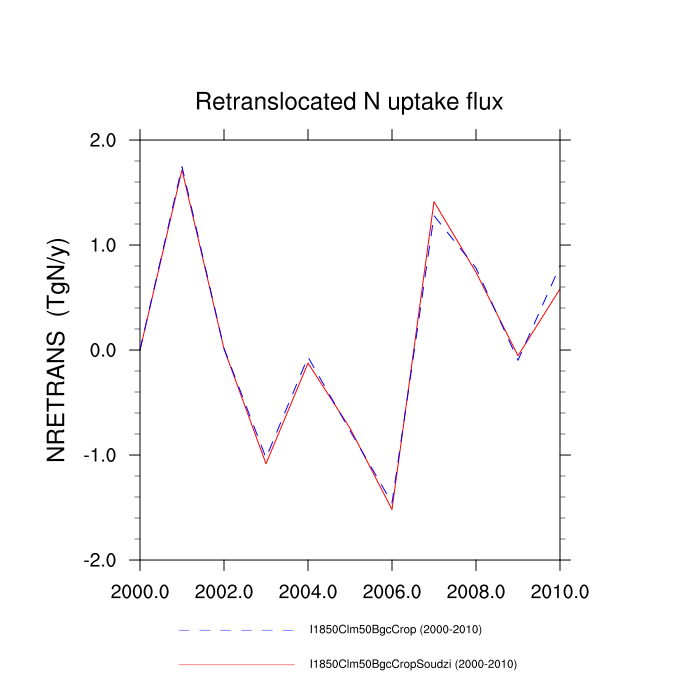 Retranslocated N uptake flux
NRETRANS (TgN/y)
2.0
1.0
0.0
-1.0
-2.0
2000.0 2002.0 2004.0 2006.0 2008.0 2010.0
I1850Clm50BgcCrop (2000-2010)
I1850Clm50BgcCropSoudzi (2000-2010)